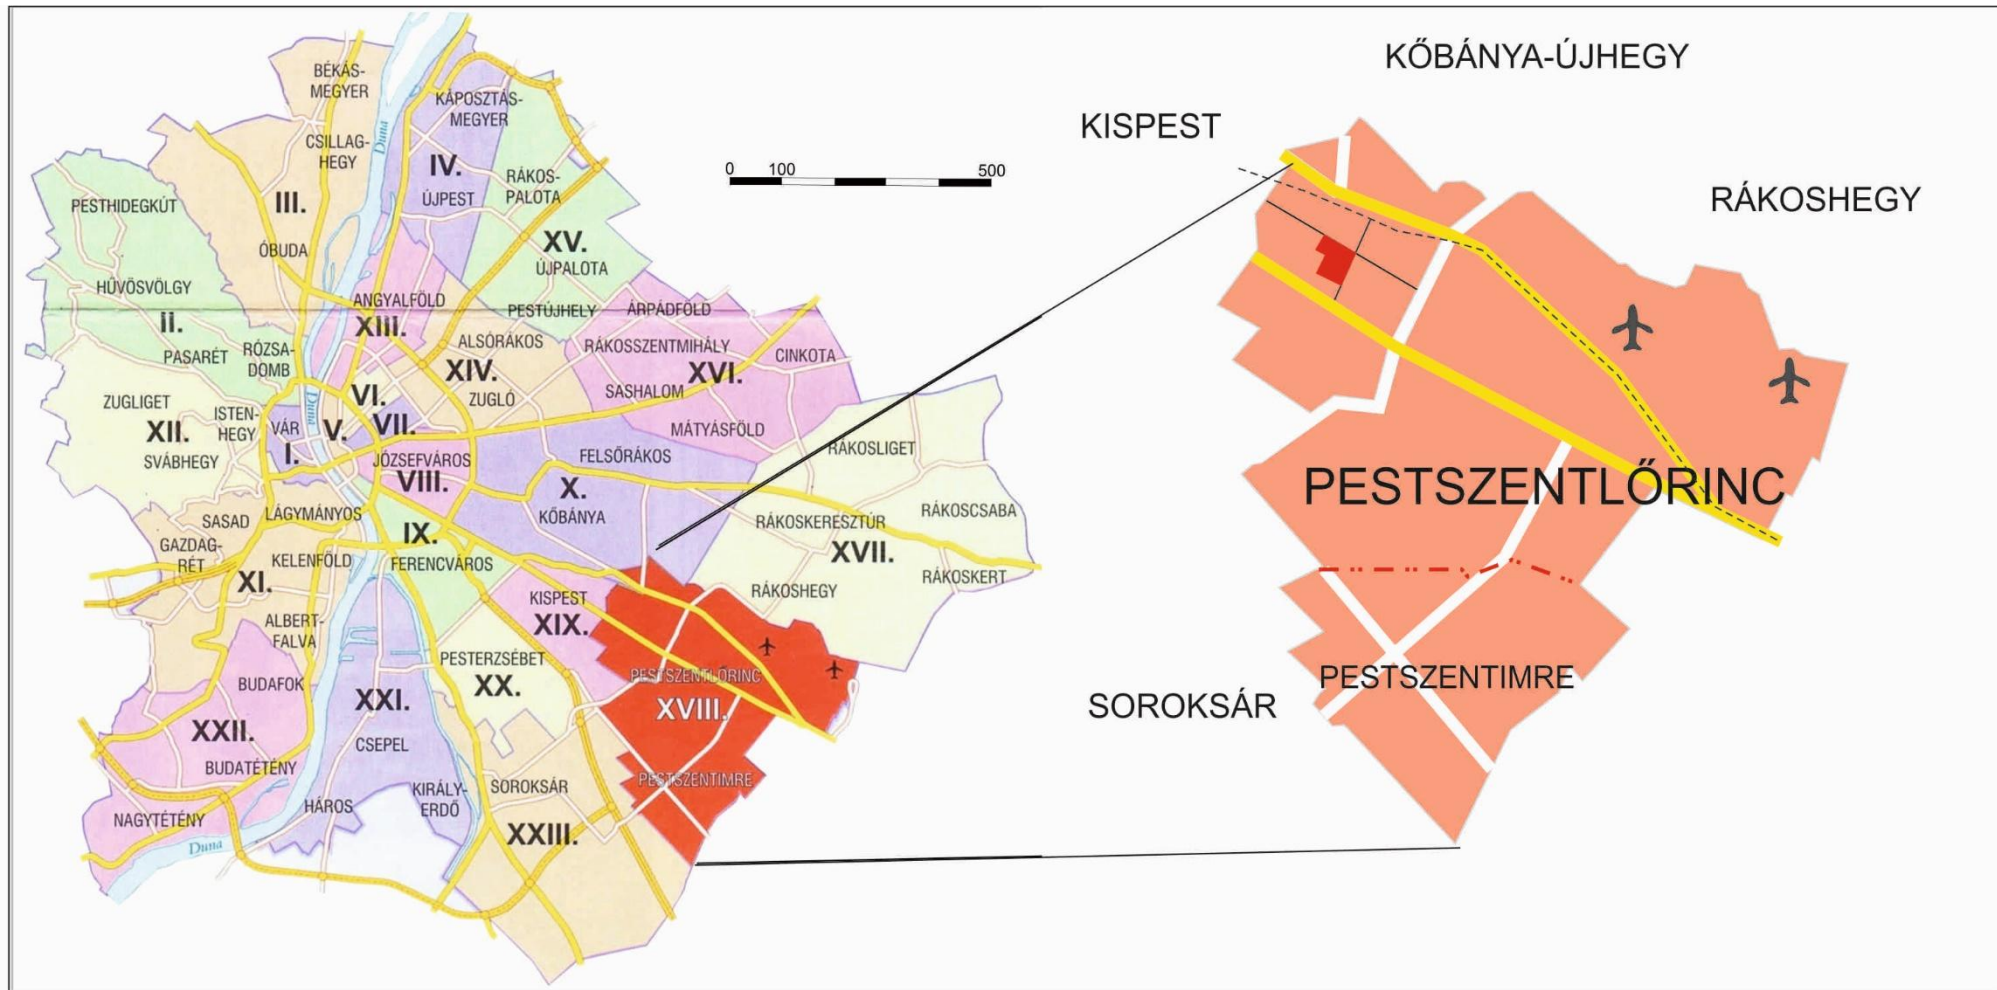 BÉKÁS-
MEGYER
Duna
KÁPOSZTÁS-
MEGYER
CSILLAG-
HEGY
IV.
RÁKOS-
PALOTA
ÚJPEST
III.
PESTHIDEGKÚT
ÓBUDA
XV.
ÚJPALOTA
HŰVÖSVÖLGY
ANGYALFÖLD
PESTÚJHELY
ÁRPÁDFÖLD
II.
XIII.
PASARÉT
RÓZSA-
DOMB
ALSÓRÁKOS
RÁKOSSZENTMIHÁLY
CINKOTA
XIV.
ZUGLÓ
XVI.
SASHALOM
ZUGLIGET
VI.
Duna
ISTEN-
HEGY
XII.
VÁR
V.
VII.
MÁTYÁSFÖLD
SVÁBHEGY
I.
JÓZSEFVÁROS
VIII.
FELSŐRÁKOS
RÁKOSLIGET
X.
KŐBÁNYA
SASAD
LÁGYMÁNYOS
IX.
RÁKOSKERESZTÚR
RÁKOSCSABA
GAZDAG-
RÉT
KELENFÖLD
FERENCVÁROS
XVII.
XI.
RÁKOSKERT
RÁKOSHEGY
KISPEST
XIX.
ALBERT-
FALVA
PESTERZSÉBET
XX.
PESTSZENTLŐRINC
XVIII.
BUDAFOK
XXI.
XXII.
CSEPEL
BUDATÉTÉNY
PESTSZENTIMRE
SOROKSÁR
KIRÁLY-
ERDŐ
HÁROS
NAGYTÉTÉNY
XXIII.
Duna
0 100 500
KŐBÁNYA-ÚJHEGY
KISPEST
RÁKOSHEGY
PESTSZENTLŐRINC
PESTSZENTIMRE
SOROKSÁR